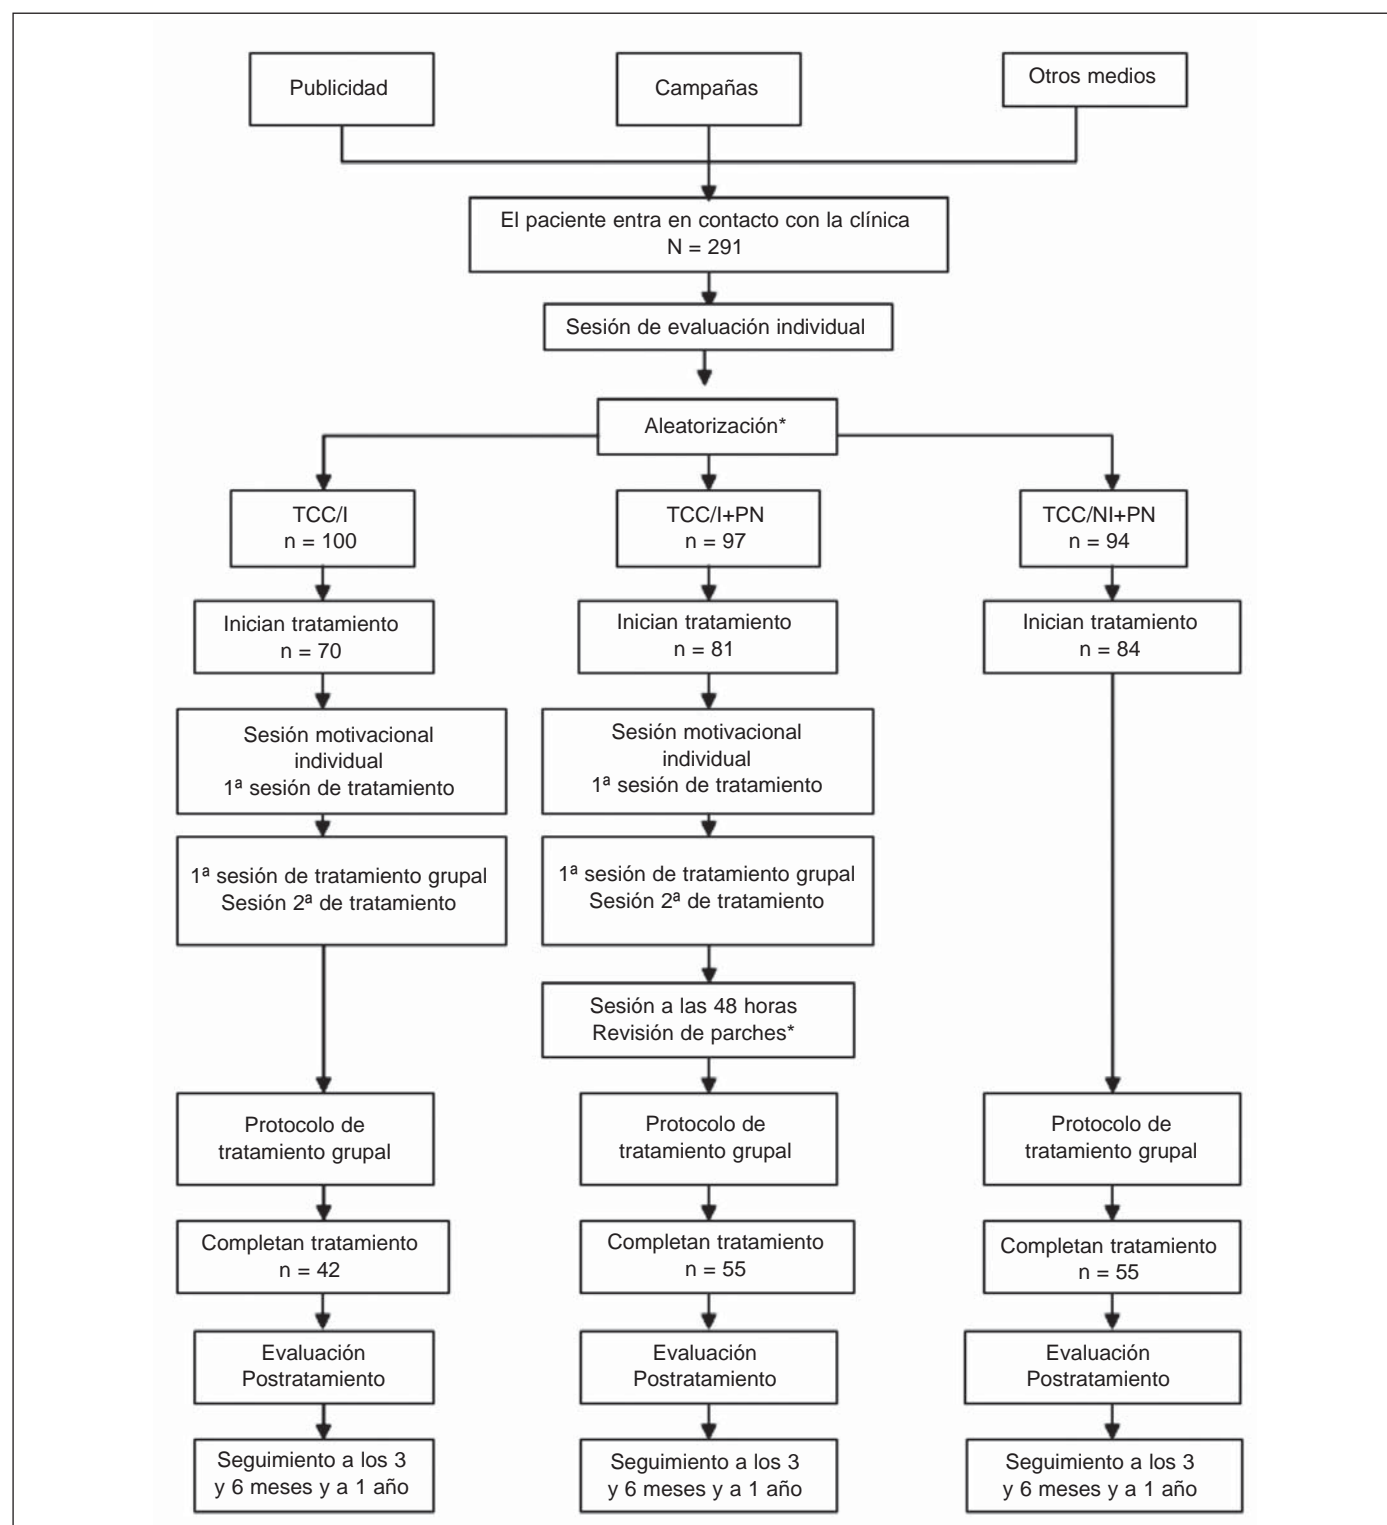 Publicidad
Campañas
Otros medios
El paciente entra en contacto con la clínica
N = 291
Sesión de evaluación individual
Aleatorización*
TCC/I
n = 100
TCC/I+PN
n = 97
TCC/NI+PN
n = 94
Inician tratamiento
n = 70
Inician tratamiento
n = 81
Inician tratamiento
n = 84
Sesión motivacional
individual
1ª sesión de tratamiento
Sesión motivacional
individual
1ª sesión de tratamiento
1ª sesión de tratamiento grupal
Sesión 2ª de tratamiento
1ª sesión de tratamiento grupal
Sesión 2ª de tratamiento
Sesión a las 48 horas
Revisión de parches*
Protocolo de
tratamiento grupal
Protocolo de
tratamiento grupal
Protocolo de
tratamiento grupal
Completan tratamiento
n = 42
Completan tratamiento
n = 55
Completan tratamiento
n = 55
Evaluación
Postratamiento
Evaluación
Postratamiento
Evaluación
Postratamiento
Seguimiento a los 3
y 6 meses y a 1 año
Seguimiento a los 3
y 6 meses y a 1 año
Seguimiento a los 3
y 6 meses y a 1 año